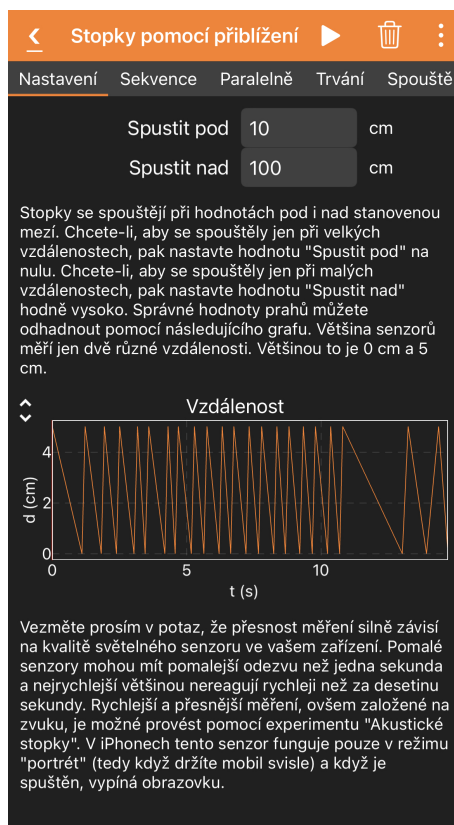 Stopky pomocí přiblížení
Nastavení Sekvence Paralelně Trvání Spouště
Spustit pod 10 cm
Spustit nad 100 cm
Stopky se spouštějí při hodnotách pod i nad stanovenou
mezí. Chcete-li, aby se spouštěly jen při velkých
vzdálenostech, pak nastavte hodnotu "Spustit pod" na
nulu. Chcete-li, aby se spouštěly jen při malých
vzdálenostech, pak nastavte hodnotu "Spustit nad"
hodně vysoko. Správné hodnoty prahů můžete
odhadnout pomocí následujícího grafu. Většina senzorů
měří jen dvě různé vzdálenosti. Většinou to je 0 cm a 5
cm.
Vzdálenost
4
2
0
d (cm)
0 5 10
t (s)
Vezměte prosím v potaz, že přesnost měření silně závisí
na kvalitě světelného senzoru ve vašem zařízení. Pomalé
senzory mohou mít pomalejší odezvu než jedna sekunda
a nejrychlejší většinou nereagují rychleji než za desetinu
sekundy. Rychlejší a přesnější měření, ovšem založené na
zvuku, je možné provést pomocí experimentu "Akustické
stopky". V iPhonech tento senzor funguje pouze v režimu
"portrét" (tedy když držíte mobil svisle) a když je
spuštěn, vypíná obrazovku.